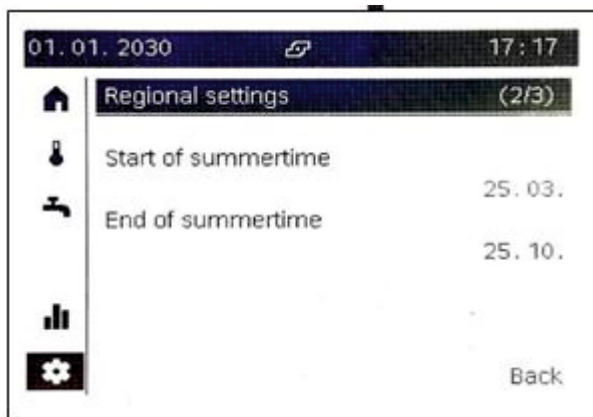 01.01.2030 17:17
Regional settings (2/3)
Start of summertime
25.03.
End of summertime
25.10.
Back